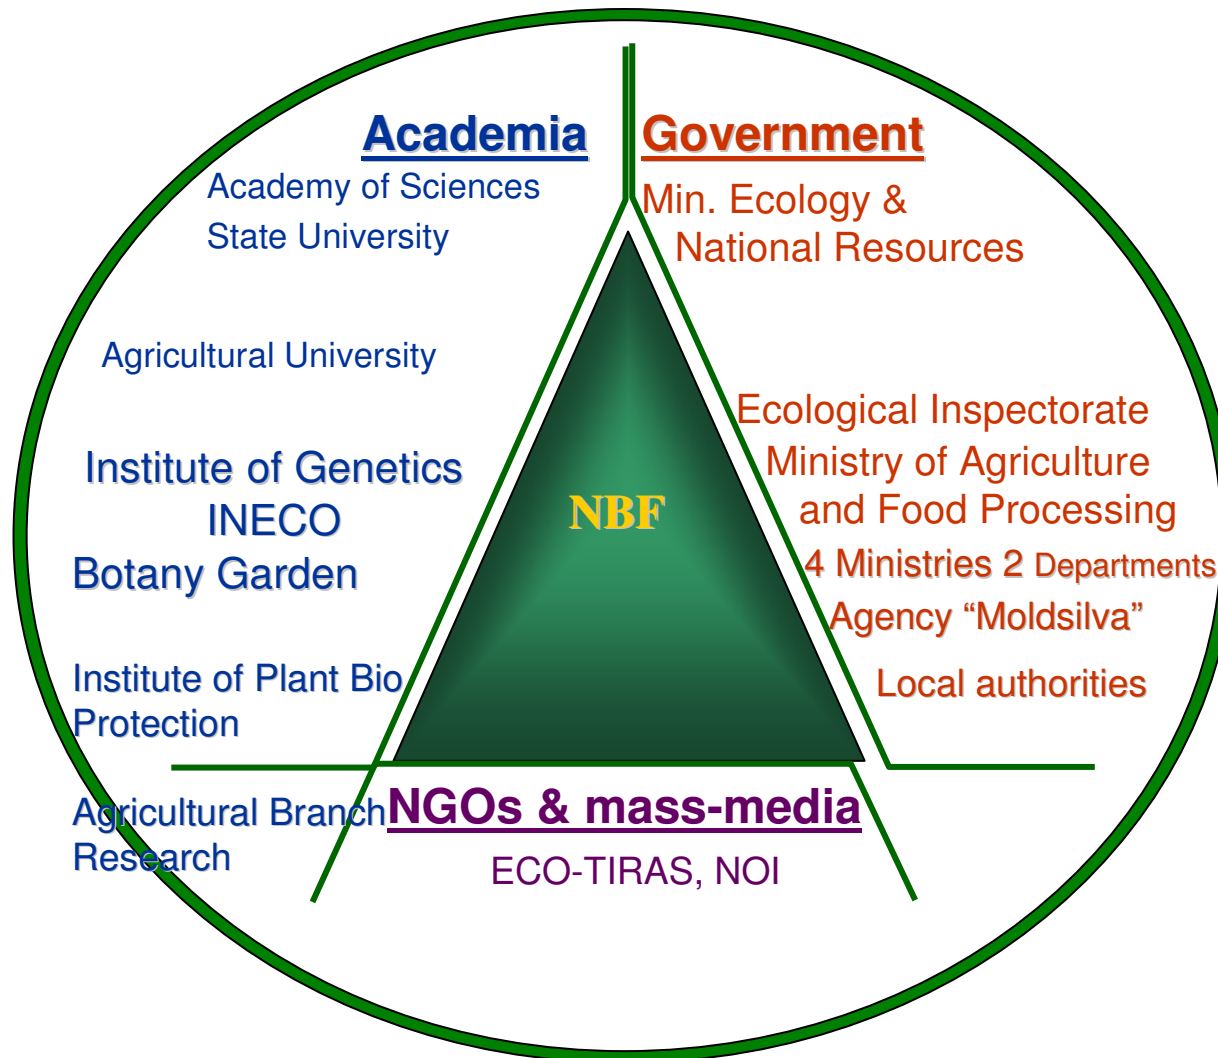 Academia
Academy of Sciences
State University
Agricultural University
Institute of Genetics
INECO
Botany Garden
Institute of Plant Bio
Protection
Agricultural Branch
Research
Government
Min. Ecology &
National Resources
Ecological Inspectorate
Ministry of Agriculture
and Food Processing
4 Ministries 2 Departments
Agency “Moldsilva”
Local authorities
NBF
NGOs & mass-media
ECO-TIRAS, NOI